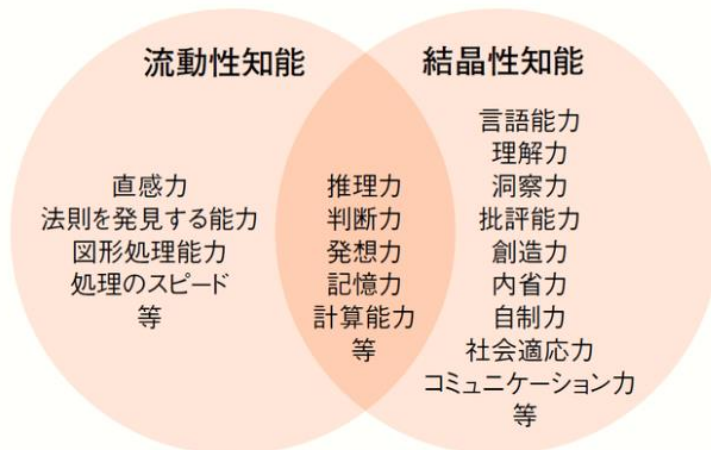 流動性知能
直感力
法則を発見する能力
図形処理能力
処理のスピード
等
推理力
判断力
発想力
記憶力
計算能力
等
結晶性知能
言語能力
理解力
洞察力
批評能力
創造力
内省力
自制力
社会適応力
コミュニケーション力
等